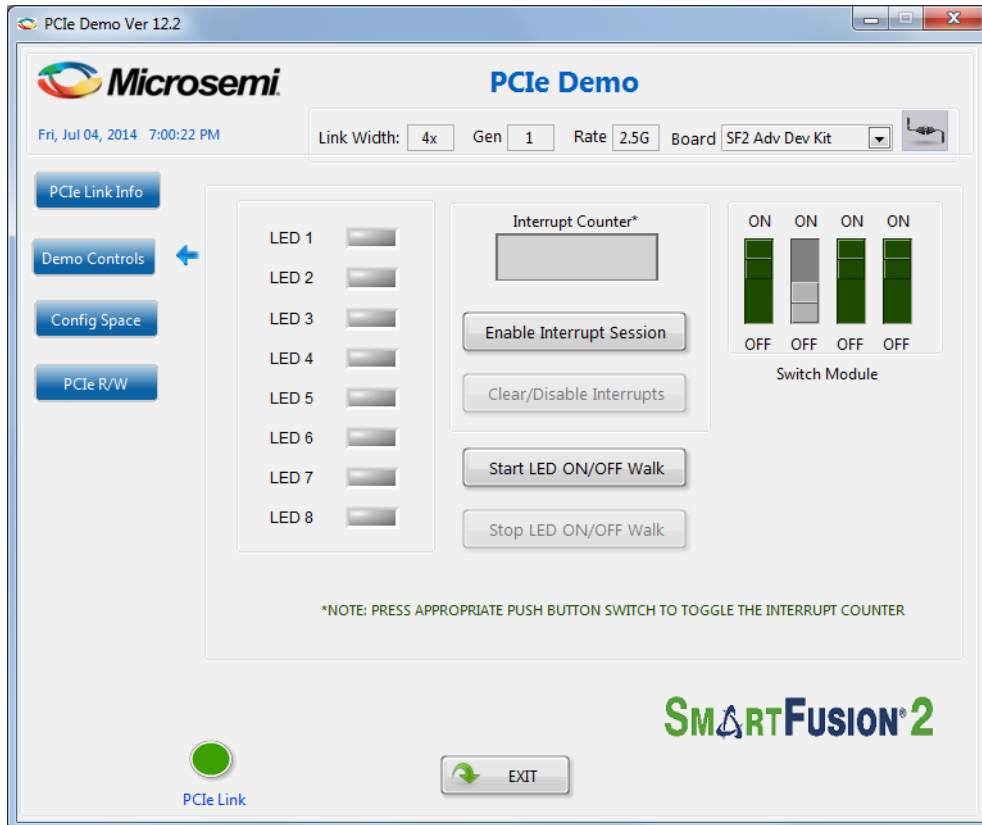 PCIe Demo Ver 12.2
Microsemi.
PCIe Demo
Fri, Jul 04, 2014 7:00:22 PM
Link Width: 4x Gen 1 Rate 2.5G Board SF2 Adv Dev Kit
PCIe Link Info
Demo Controls
Config Space
PCIe R/W
LED 1
LED 2
LED 3
LED 4
LED 5
LED 6
LED 7
LED 8
Interrupt Counter*
Enable Interrupt Session
Clear/Disable Interrupts
Start LED ON/OFF Walk
Stop LED ON/OFF Walk
ON ON ON ON
OFF OFF OFF OFF
Switch Module
*NOTE: PRESS APPROPRIATE PUSH BUTTON SWITCH TO TOGGLE THE INTERRUPT COUNTER
SMARTFUSION®2
PCIe Link
EXIT